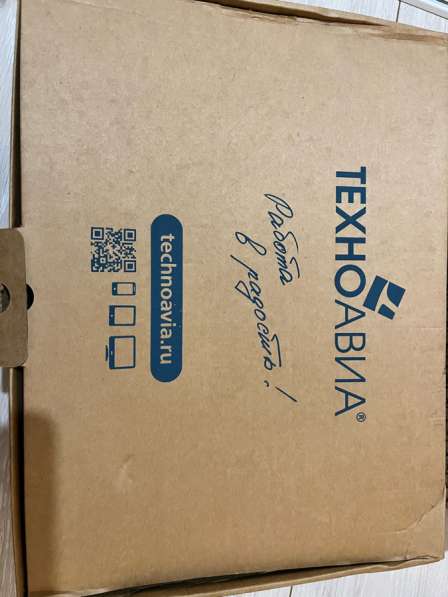 ТЕХНОАВИА®
Работа
в радость!
technoavia.ru